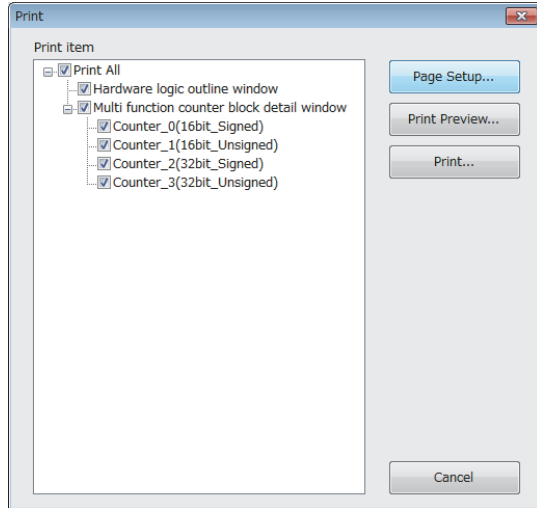 Print
Print item
Print All
Hardware logic outline window
Multi function counter block detail window
Counter_0(16bit_Signed)
Counter_1(16bit_Unsigned)
Counter_2(32bit_Signed)
Counter_3(32bit_Unsigned)
Page Setup...
Print Preview...
Print...
Cancel